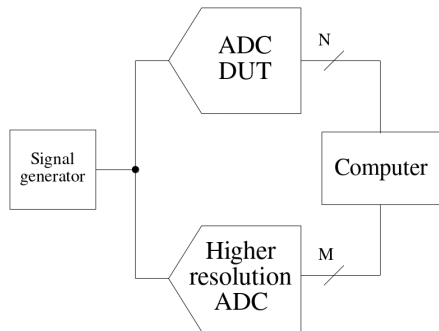 ADC
DUT
N
Signal
generator
Computer
Higher
resolution
ADC
M